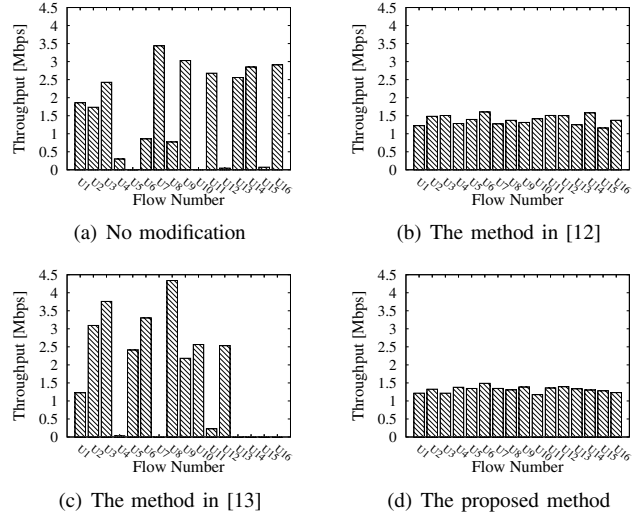 Throughput [Mbps]
4.5
4
3.5
3
2.5
2
1.5
1
0.5
0
U1 U2 U3 U4 U5 U6 U7 U8 U9 U10 U11 U12 U13 U14 U15 U16
Flow Number
(a) No modification
Throughput [Mbps]
4.5
4
3.5
3
2.5
2
1.5
1
0.5
0
U1 U2 U3 U4 U5 U6 U7 U8 U9 U10 U11 U12 U13 U14 U15 U16
Flow Number
(b) The method in [12]
Throughput [Mbps]
4.5
4
3.5
3
2.5
2
1.5
1
0.5
0
U1 U2 U3 U4 U5 U6 U7 U8 U9 U10 U11 U12 U13 U14 U15 U16
Flow Number
(c) The method in [13]
Throughput [Mbps]
4.5
4
3.5
3
2.5
2
1.5
1
0.5
0
U1 U2 U3 U4 U5 U6 U7 U8 U9 U10 U11 U12 U13 U14 U15 U16
Flow Number
(d) The proposed method